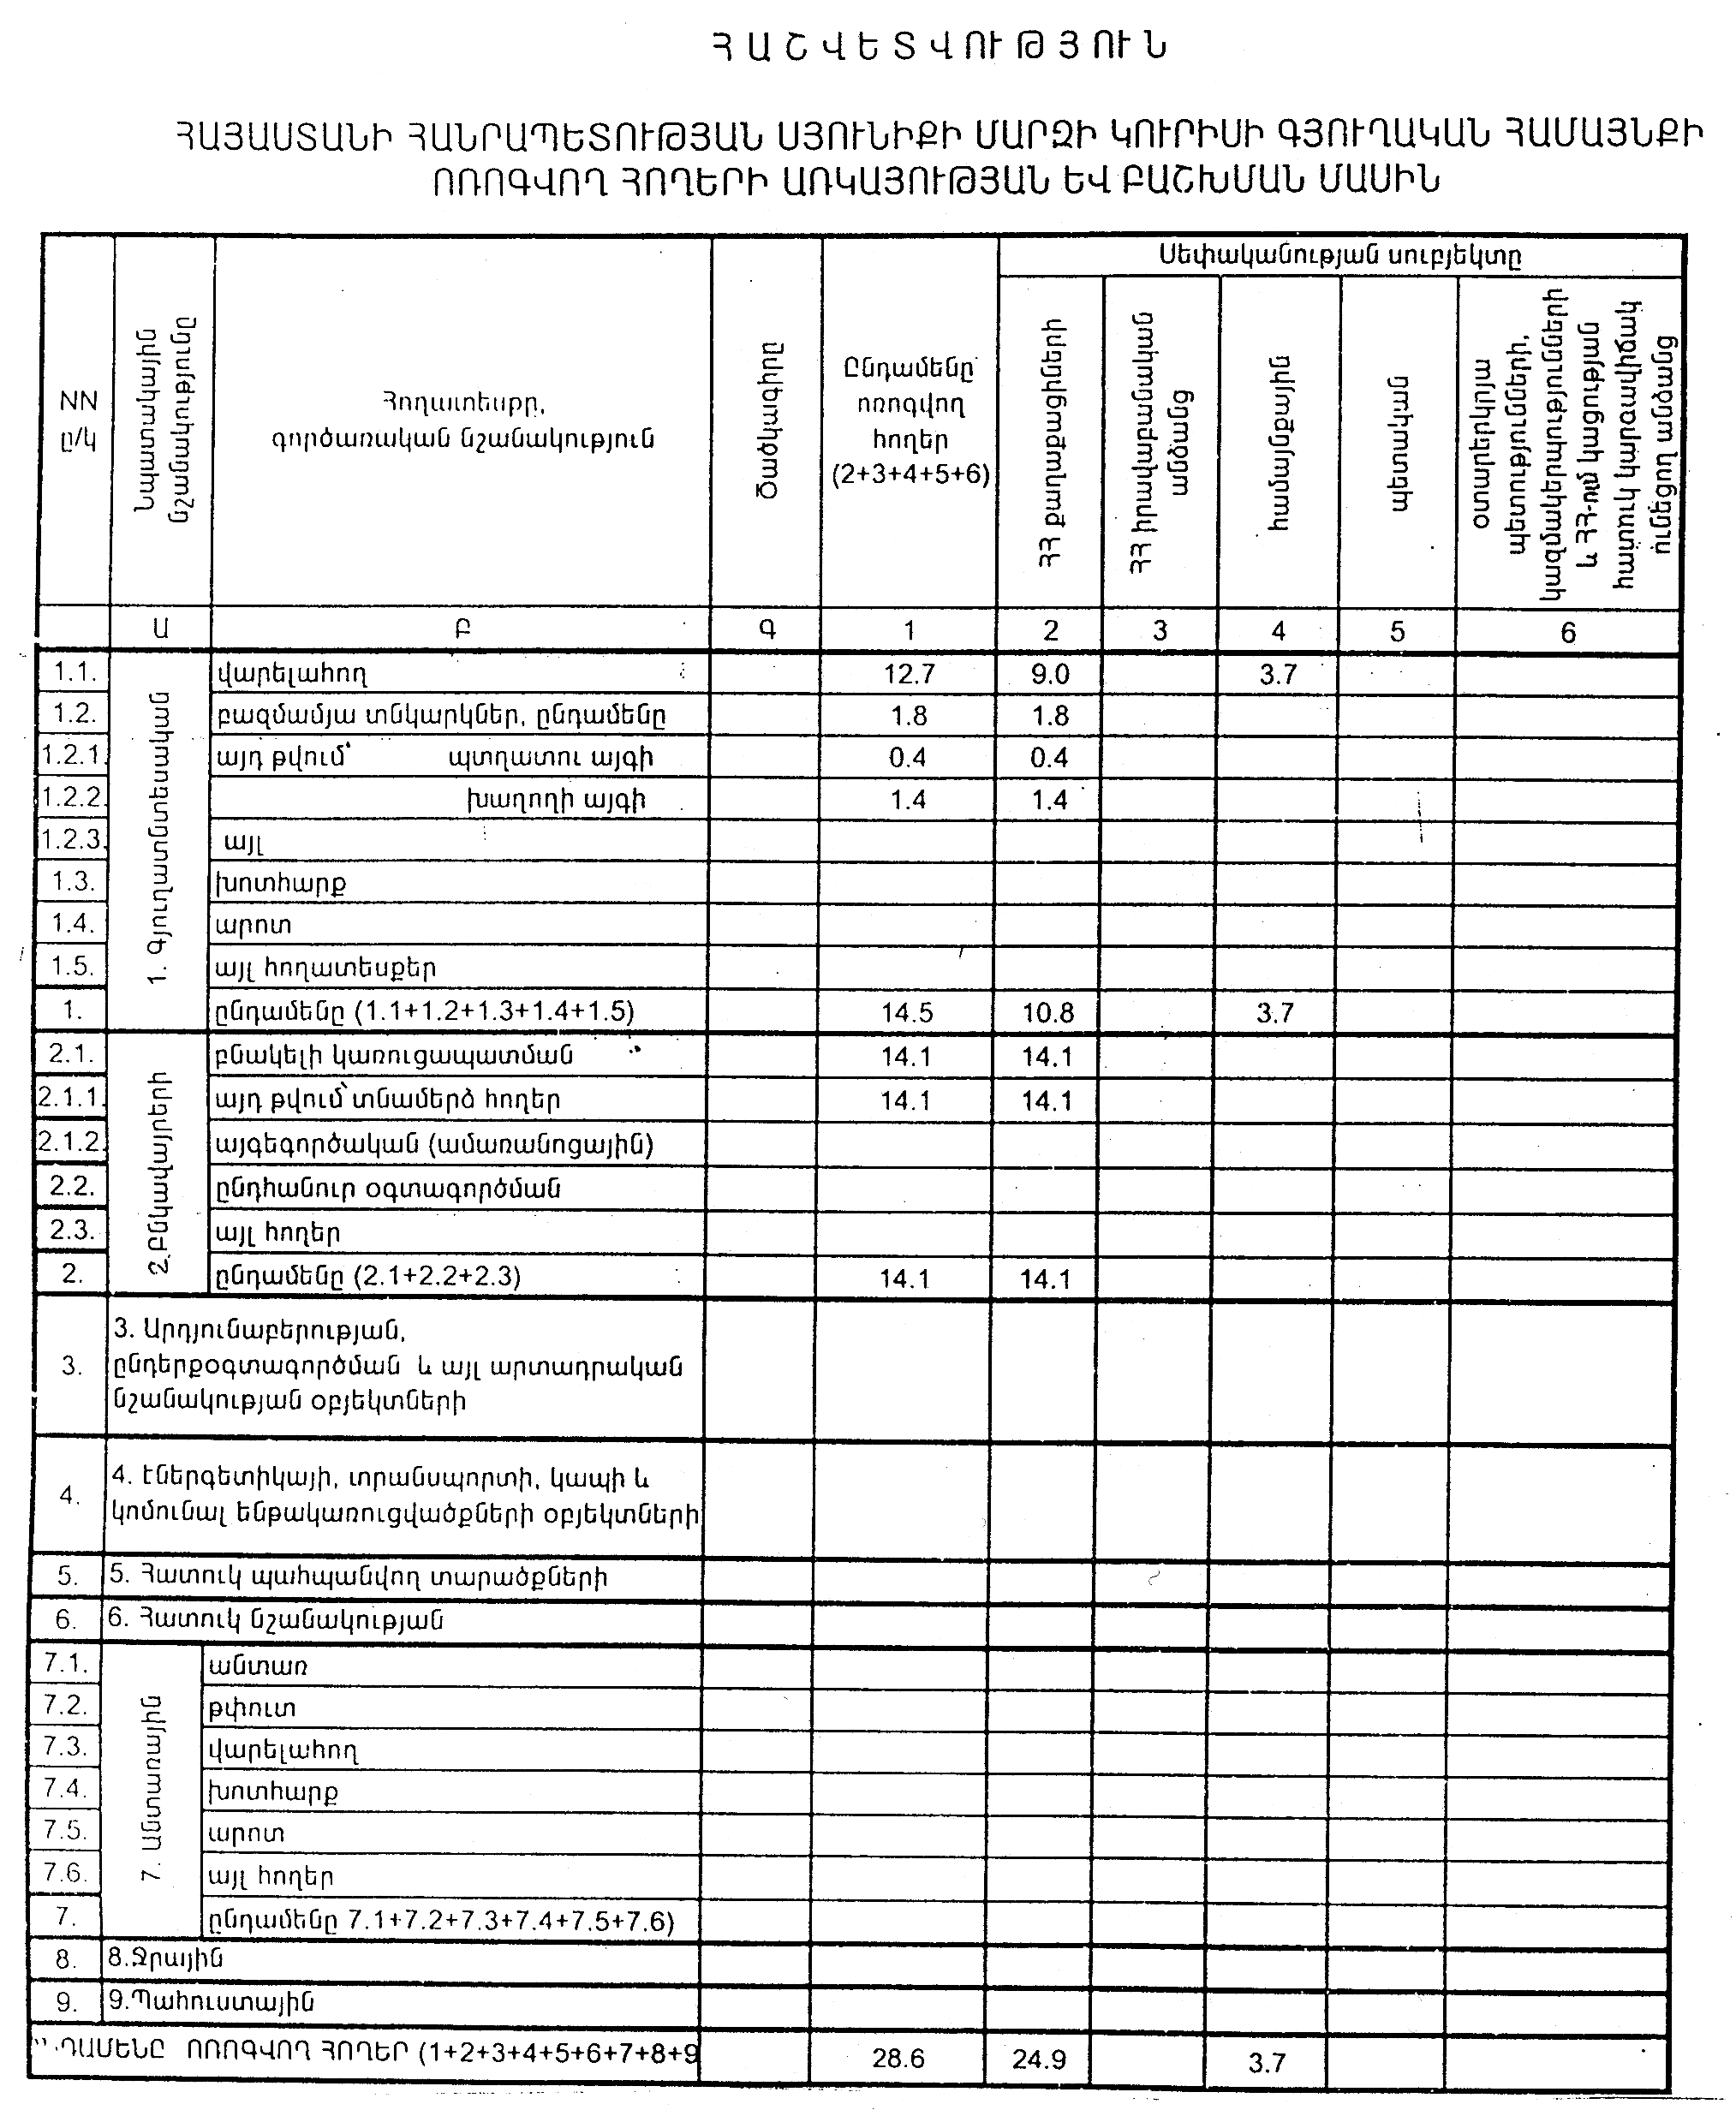 ՀԱՇՎԵՏՎՈՒԹՅՈՒՆ
ՀԱՅԱՍՏԱՆԻ ՀԱՆՐԱՊԵՏՈՒԹՅԱՆ ՍՅՈՒՆԻՔԻ ՄԱՐԶԻ ԿՈՒՐԻՍԻ ԳՅՈՒՂԱԿԱՆ ՀԱՄԱՅՆՔԻ
ՈՌՈԳՎՈՂ ՀՈՂԵՐԻ ԱՌԿԱՅՈՒԹՅԱՆ ԵՎ ԲԱՇԽՄԱՆ ՄԱՍԻՆ
NN
ը/կ
Նպատակային
նշանակությունը
Հողատեսքը,
գործառական նշանակություն
Ծածկագիրը
Ընդամենը՝
ոռոգվող
հողեր
(2+3+4+5+6)
Սեփականության սուբյեկտը
ՀՀ քաղաքացիների
ՀՀ իրավաբանական
անձանց
համայնքային
պետական
օտարերկրյա
պետությունների,
կազմակերպությունների
և ՀՀ-ում կացության
հատուկ կարգավիճակ
ունեցող անձանց
Ա Բ Գ 1 2 3 4 5 6
1. Գյուղատնտեսական
1.1. վարելահող 12.7 9.0 3.7
1.2. բազմամյա տնկարկներ, ընդամենը 1.8 1.8
1.2.1. այդ թվում՝ պտղատու այգի 0.4 0.4
1.2.2. խաղողի այգի 1.4 1.4
1.2.3. այլ
1.3. խոտհարք
1.4. արոտ
1.5. այլ հողատեսքեր
1. ընդամենը (1.1+1.2+1.3+1.4+1.5) 14.5 10.8 3.7
2.Բնկավայրերի
2.1. բնակելի կառուցապատման 14.1 14.1
2.1.1. այդ թվում՝ տնամերձ հողեր 14.1 14.1
2.1.2. այգեգործական (ամառանոցային)
2.2. ընդհանուր օգտագործման
2.3. այլ հողեր
2. ընդամենը (2.1+2.2+2.3) 14.1 14.1
3. Արդյունաբերության,
3. ընդերքօգտագործման և այլ արտադրական
նշանակության օբյեկտների
4. 4. Էներգետիկայի, տրանսպորտի, կապի և
կոմունալ ենթակառուցվածքների օբյեկտների
5. 5. Հատուկ պահպանվող տարածքների
6. 6. Հատուկ նշանակության
7. Անտառային
7.1. անտառ
7.2. թփուտ
7.3. վարելահող
7.4. խոտհարք
7.5. արոտ
7.6. այլ հողեր
7. ընդամենը 7.1+7.2+7.3+7.4+7.5+7.6)
8. 8.Ջրային
9. 9.Պահուստային
ԴԱՄԵՆԸ ՈՌՈԳՎՈՂ ՀՈՂԵՐ (1+2+3+4+5+6+7+8+9 28.6 24.9 3.7